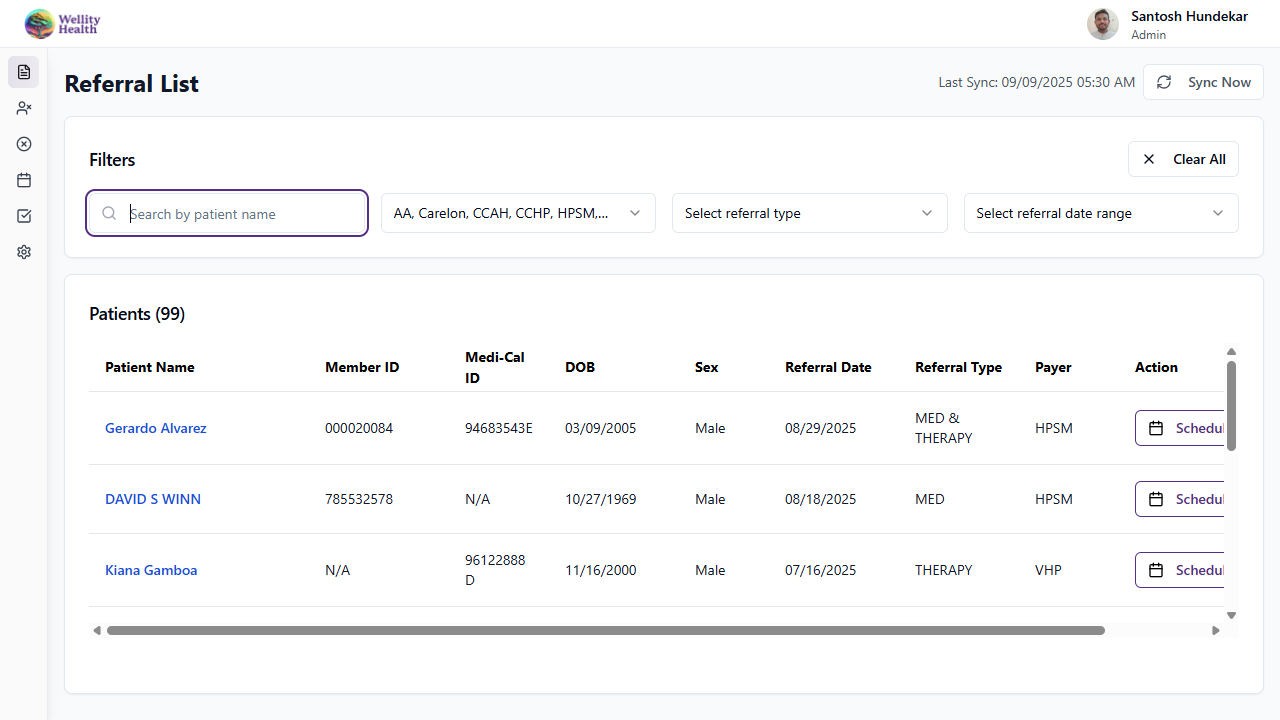 Wellity
Health
Santosh Hundekar
Admin
Referral List
Last Sync: 09/09/2025 05:30 AM
Sync Now
Filters
Clear All
Search by patient name
AA, Carelon, CCAH, CCHP, HPSM,...
Select referral type
Select referral date range
Patients (99)
Patient Name Member ID Medi-Cal ID DOB Sex Referral Date Referral Type Payer Action
Gerardo Alvarez 000020084 94683543E 03/09/2005 Male 08/29/2025 MED & THERAPY HPSM Schedul
DAVID S WINN 785532578 N/A 10/27/1969 Male 08/18/2025 MED HPSM Schedul
Kiana Gamboa N/A 96122888D 11/16/2000 Male 07/16/2025 THERAPY VHP Schedul